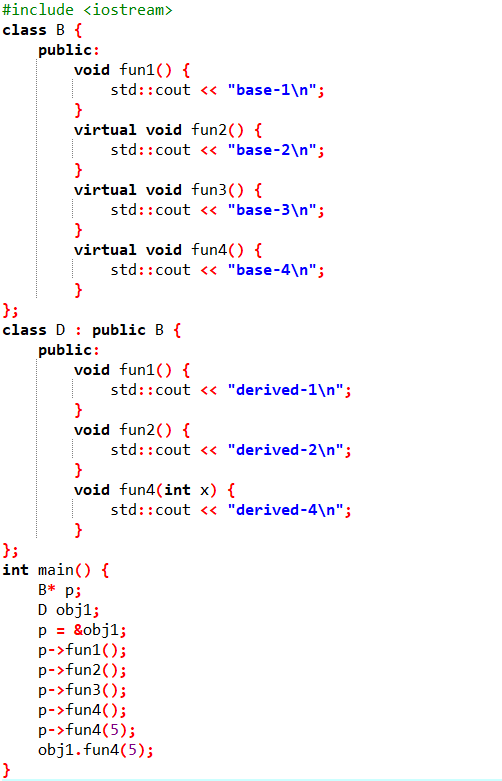 #include <iostream>
class B {
    public:
        void fun1() {
            std::cout << "base-1\n";
        }
        virtual void fun2() {
            std::cout << "base-2\n";
        }
        virtual void fun3() {
            std::cout << "base-3\n";
        }
        virtual void fun4() {
            std::cout << "base-4\n";
        }
};
class D : public B {
    public:
        void fun1() {
            std::cout << "derived-1\n";
        }
        void fun2() {
            std::cout << "derived-2\n";
        }
        void fun4(int x) {
            std::cout << "derived-4\n";
        }
};
int main() {
    B* p;
    D obj1;
    p = &obj1;
    p->fun1();
    p->fun2();
    p->fun3();
    p->fun4();
    p->fun4(5);
    obj1.fun4(5);
}